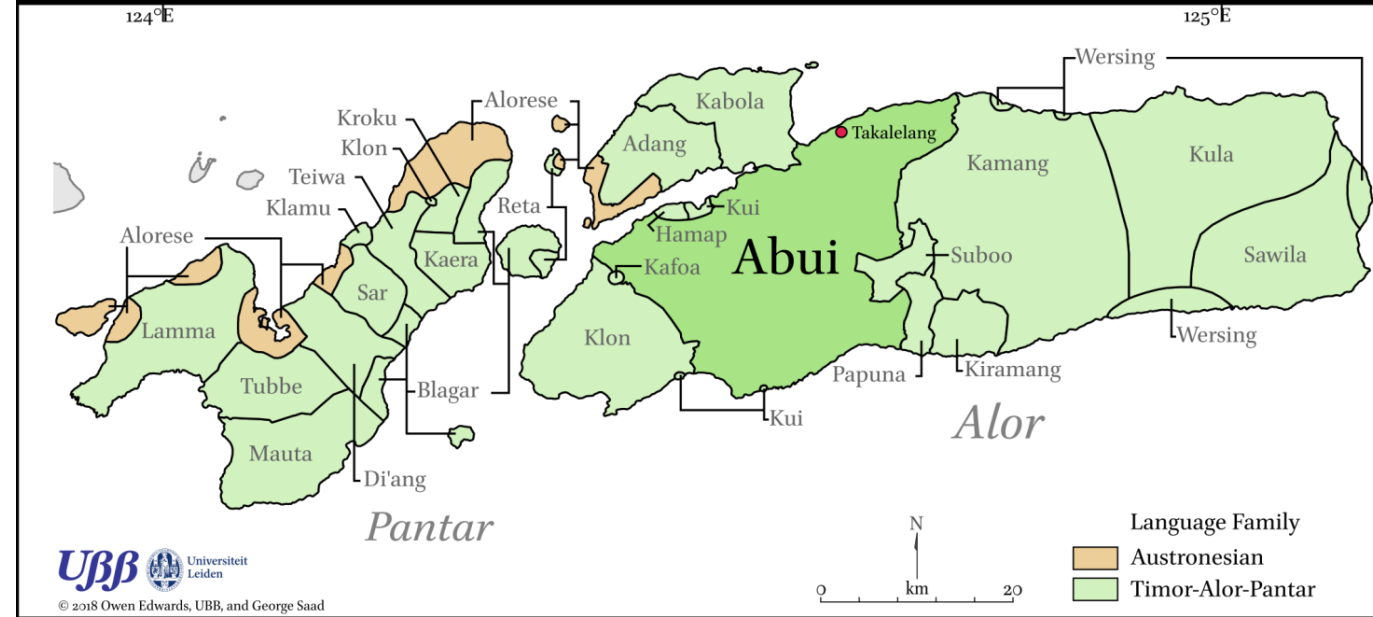 124°E
125°E
Wersing
Alorese
Kabola
Kroku
Takalelang
Klon
Adang
Kamang
Kula
Teiwa
Klamu
Reta
Kui
Alorese
Hamap
Kaera
Abui
Suboo
Sawila
Kafoa
Sar
Lamma
Klon
Wersing
Tubbe
Papuna
Kiramang
Blagar
Kui
Alor
Mauta
Di'ang
Pantar
N
km
0 20
Language Family
Austronesian
Timor-Alor-Pantar
UBB
Universiteit
Leiden
© 2018 Owen Edwards, UBB, and George Saad